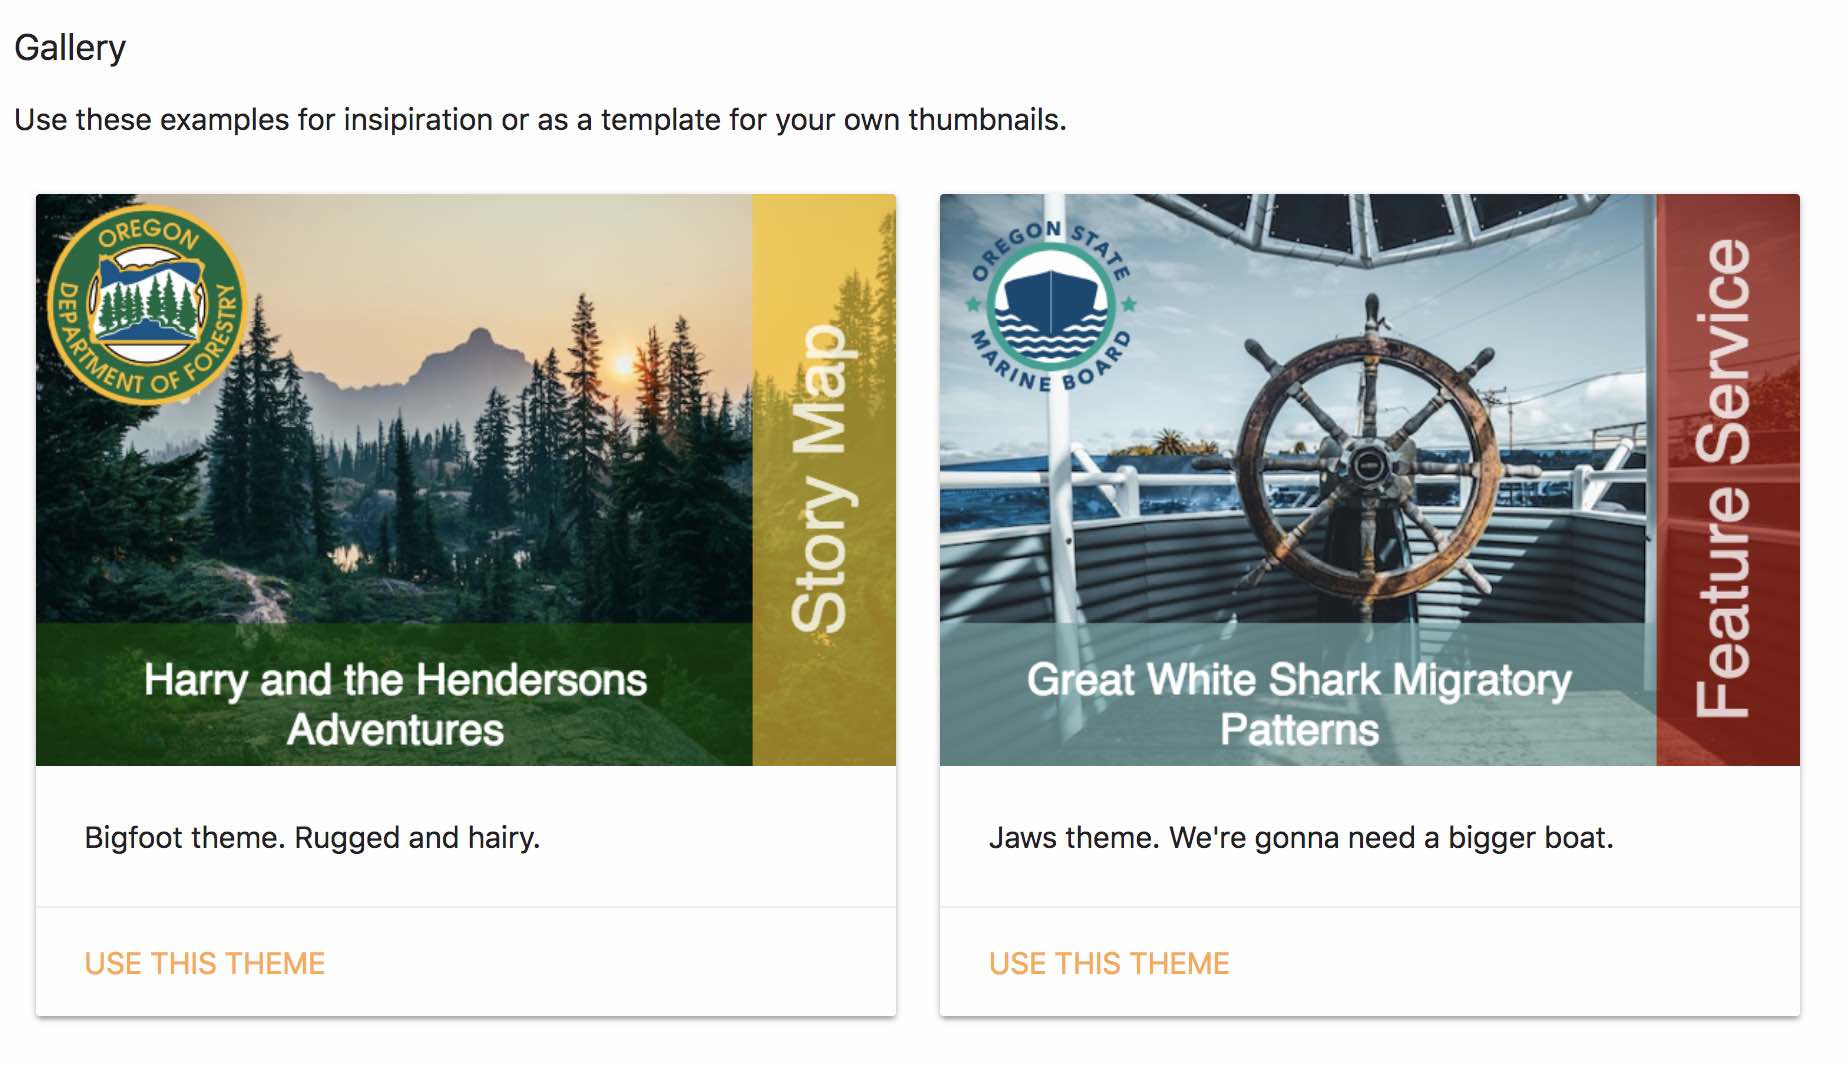 Gallery
Use these examples for insipiration or as a template for your own thumbnails.
OREGON
DEPARTMENT OF FORESTRY
Story Map
Harry and the Hendersons
Adventures
Bigfoot theme. Rugged and hairy.
USE THIS THEME
OREGON STATE
MARINE BOARD
Feature Service
Great White Shark Migratory
Patterns
Jaws theme. We're gonna need a bigger boat.
USE THIS THEME